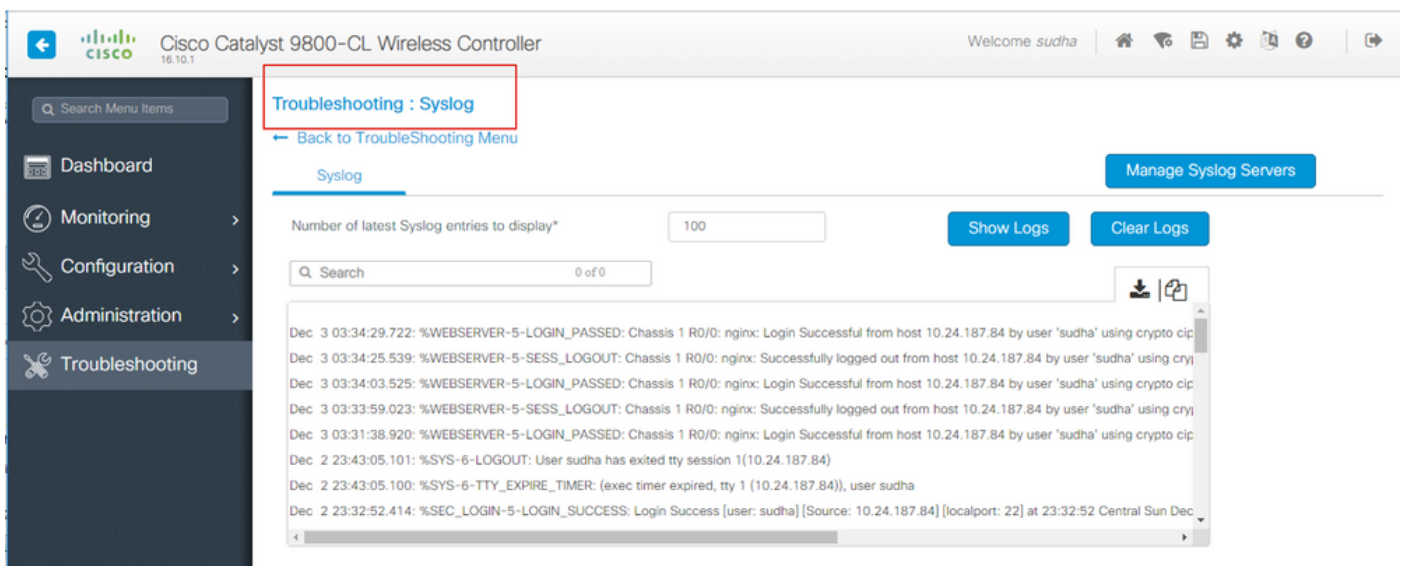 CISCO
Cisco Catalyst 9800-CL Wireless Controller
16.10.1
Welcome sudha
Search Menu Items
Dashboard
Monitoring
Configuration
Administration
Troubleshooting
Troubleshooting : Syslog
← Back to TroubleShooting Menu
Syslog
Manage Syslog Servers
Number of latest Syslog entries to display*
100
Show Logs
Clear Logs
Search
0 of 0
Dec 3 03:34:29.722: %WEBSERVER-5-LOGIN_PASSED: Chassis 1 R0/0: nginx: Login Successful from host 10.24.187.84 by user 'sudha' using crypto cip
Dec 3 03:34:25.539: %WEBSERVER-5-SESS_LOGOUT: Chassis 1 R0/0: nginx: Successfully logged out from host 10.24.187.84 by user 'sudha' using cry
Dec 3 03:34:03.525: %WEBSERVER-5-LOGIN_PASSED: Chassis 1 R0/0: nginx: Login Successful from host 10.24.187.84 by user 'sudha' using crypto cip
Dec 3 03:33:59.023: %WEBSERVER-5-SESS_LOGOUT: Chassis 1 R0/0: nginx: Successfully logged out from host 10.24.187.84 by user 'sudha' using cry
Dec 3 03:31:38.920: %WEBSERVER-5-LOGIN_PASSED: Chassis 1 R0/0: nginx: Login Successful from host 10.24.187.84 by user 'sudha' using crypto cip
Dec 2 23:43:05.101: %SYS-6-LOGOUT: User sudha has exited tty session 1(10.24.187.84)
Dec 2 23:43:05.100: %SYS-6-TTY_EXPIRE_TIMER: (exec timer expired, tty 1 (10.24.187.84)), user sudha
Dec 2 23:32:52.414: %SEC_LOGIN-5-LOGIN_SUCCESS: Login Success [user: sudha] [Source: 10.24.187.84] [localport: 22] at 23:32:52 Central Sun Dec